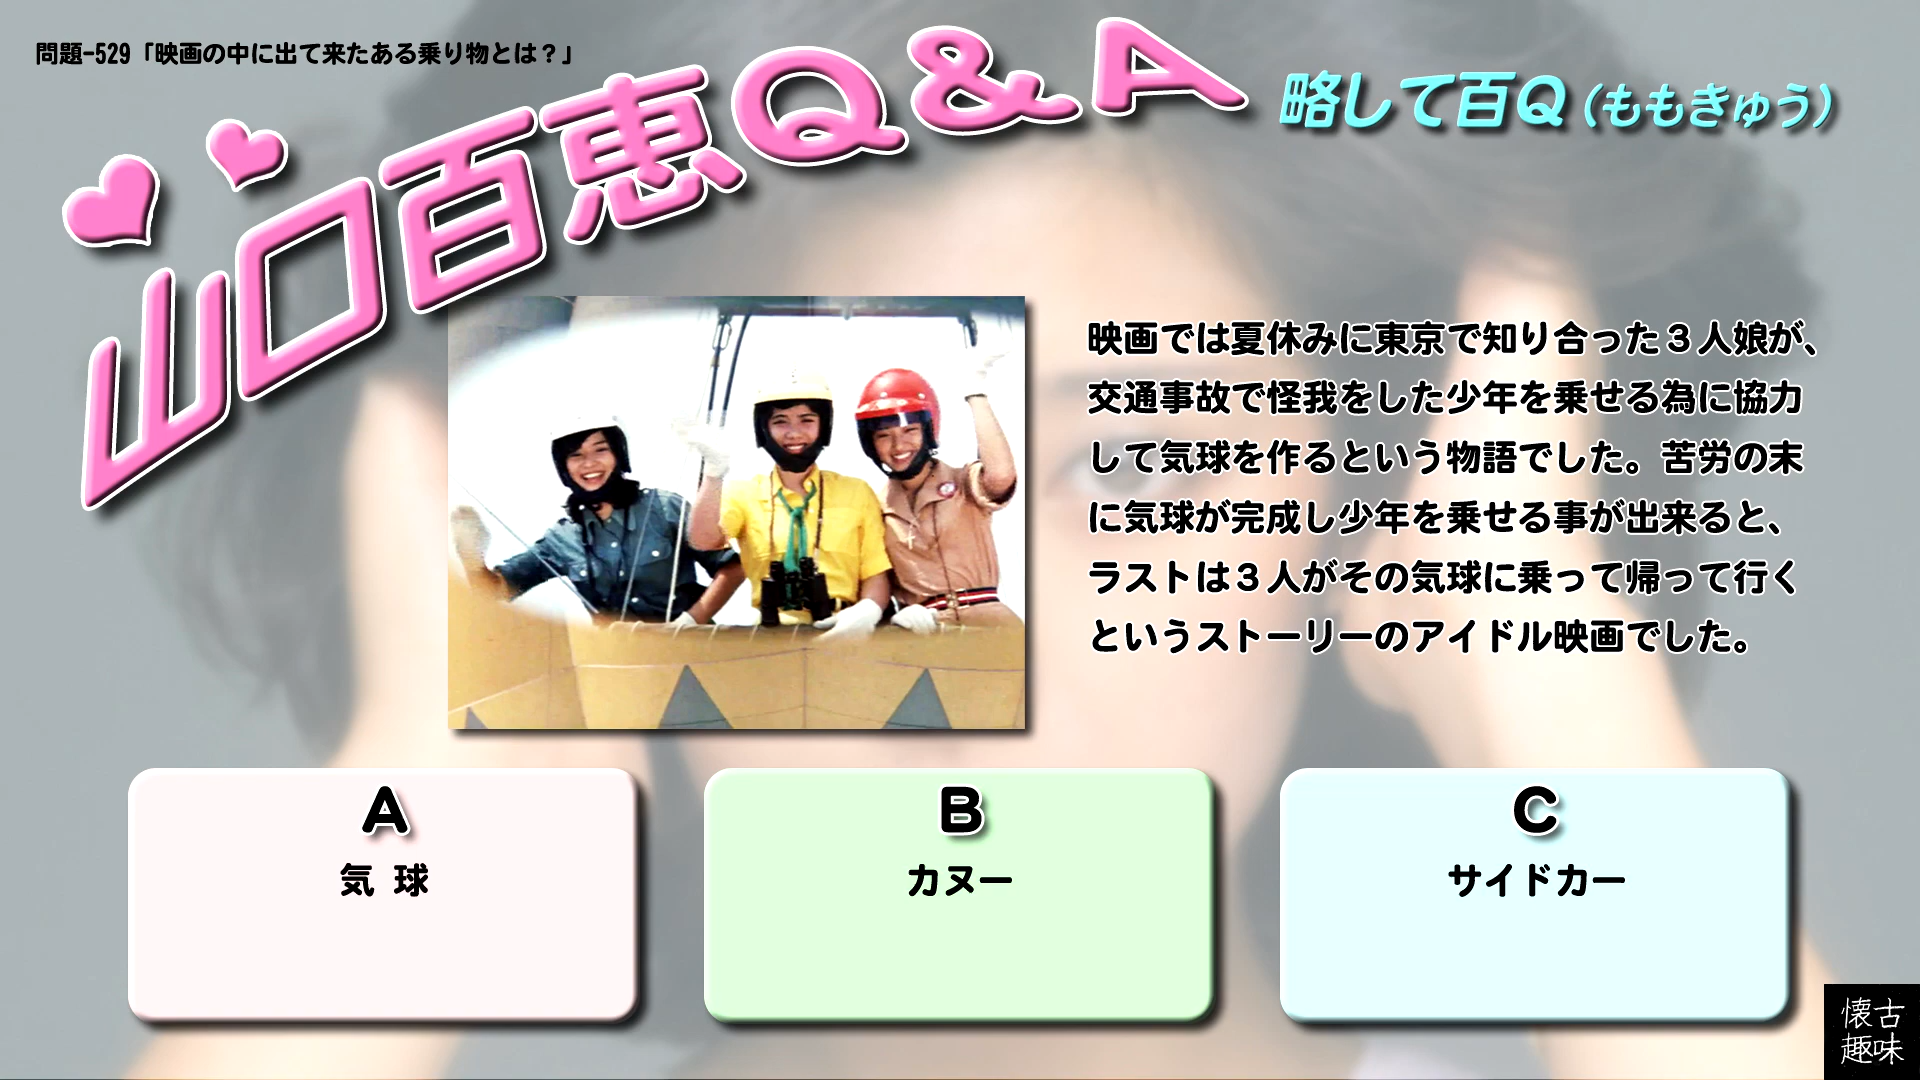 問題-529「映画の中に出て来たある乗り物とは？」
山口百恵Q&A
略して百Q（ももきゅう）
映画では夏休みに東京で知り合った３人娘が、
交通事故で怪我をした少年を乗せる為に協力
して気球を作るという物語でした。苦労の末
に気球が完成し少年を乗せる事が出来ると、
ラストは３人がその気球に乗って帰って行く
というストーリーのアイドル映画でした。
A
気 球
B
カヌー
C
サイドカー
懐古
趣味